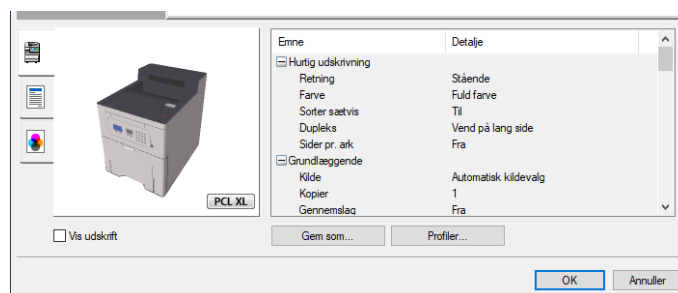 Emne Detalje
Hurtig udskrivning
Retning Stående
Farve Fuld farve
Sorter sætvis Til
Dupleks Vend på lang side
Sider pr. ark Fra
Grundlæggende
Kilde Automatisk kildevalg
Kopier 1
Gennemslag Fra
PCL XL
Vis udskrift Gem som... Profiler...
OK Annuller